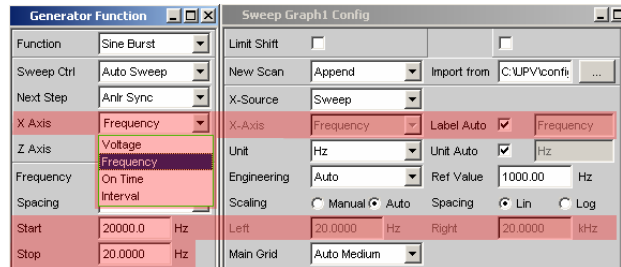 Generator Function
Function Sine Burst
Sweep Ctrl Auto Sweep
Next Step Anlr Sync
X Axis Frequency
Z Axis
Voltage
Frequency
On Time
Interval
Frequency
Spacing
Start 20000.0 Hz
Stop 20.0000 Hz
Sweep Graph1 Config
Limit Shift
New Scan Append Import from C:\UPV\config ...
X-Source Sweep
X-Axis Frequency Label Auto Frequency
Unit Hz Unit Auto Hz
Engineering Auto Ref Value 1000.00 Hz
Scaling Manual Auto Spacing Lin Log
Left 20.0000 Hz Right 20.0000 kHz
Main Grid Auto Medium